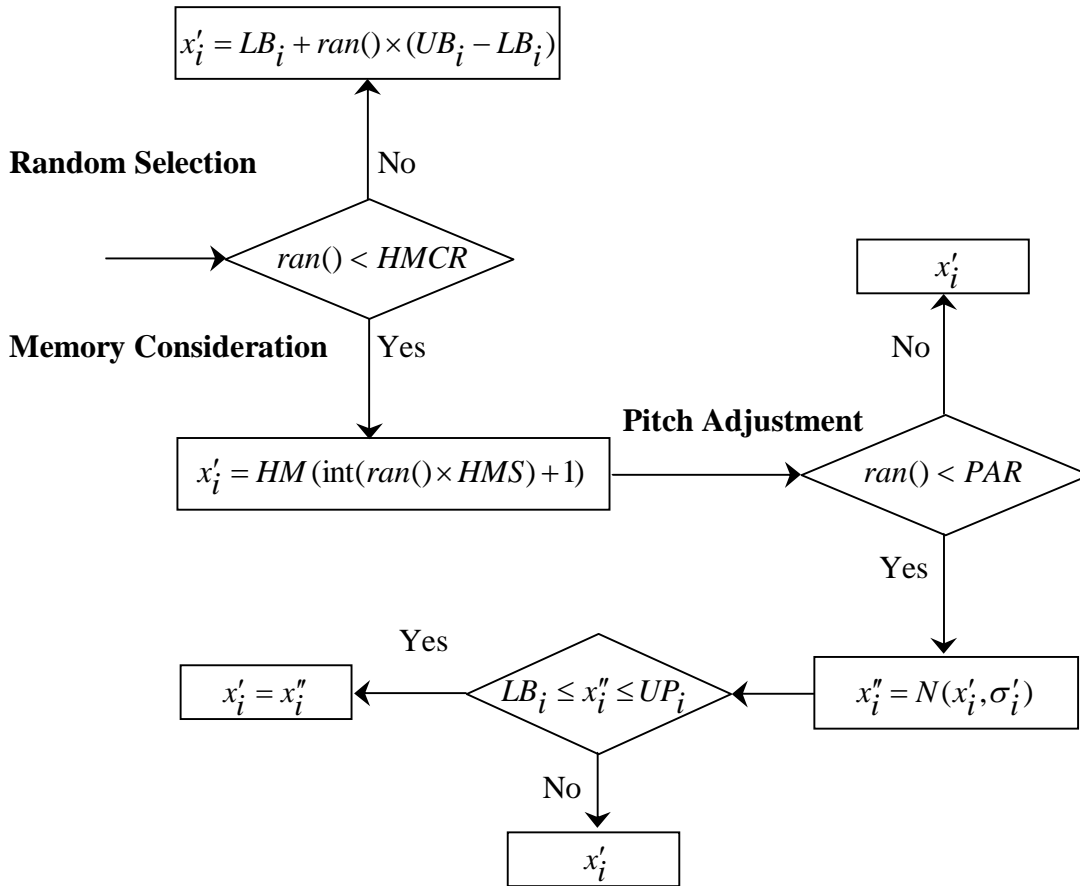 x′_i = LB_i + ran() × (UB_i − LB_i)
Random Selection
No
ran() < HMCR
x′_i
Memory Consideration
Yes
No
Pitch Adjustment
x′_i = HM(int(ran() × HMS) + 1)
ran() < PAR
Yes
Yes
x′_i = x″_i
LB_i ≤ x″_i ≤ UP_i
x″_i = N(x′_i, σ′_i)
No
x′_i